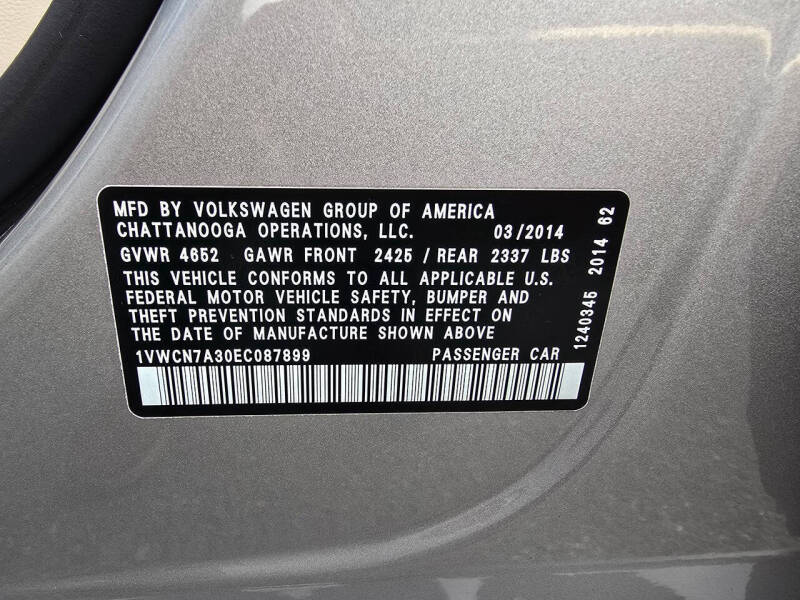 MFD BY VOLKSWAGEN GROUP OF AMERICA
CHATTANOOGA OPERATIONS, LLC. 03/2014
GVWR 4652 GAWR FRONT 2425 / REAR 2337 LBS
THIS VEHICLE CONFORMS TO ALL APPLICABLE U.S.
FEDERAL MOTOR VEHICLE SAFETY, BUMPER AND
THEFT PREVENTION STANDARDS IN EFFECT ON
THE DATE OF MANUFACTURE SHOWN ABOVE
1VWCN7A30EC087899 PASSENGER CAR
1240345 2014 62